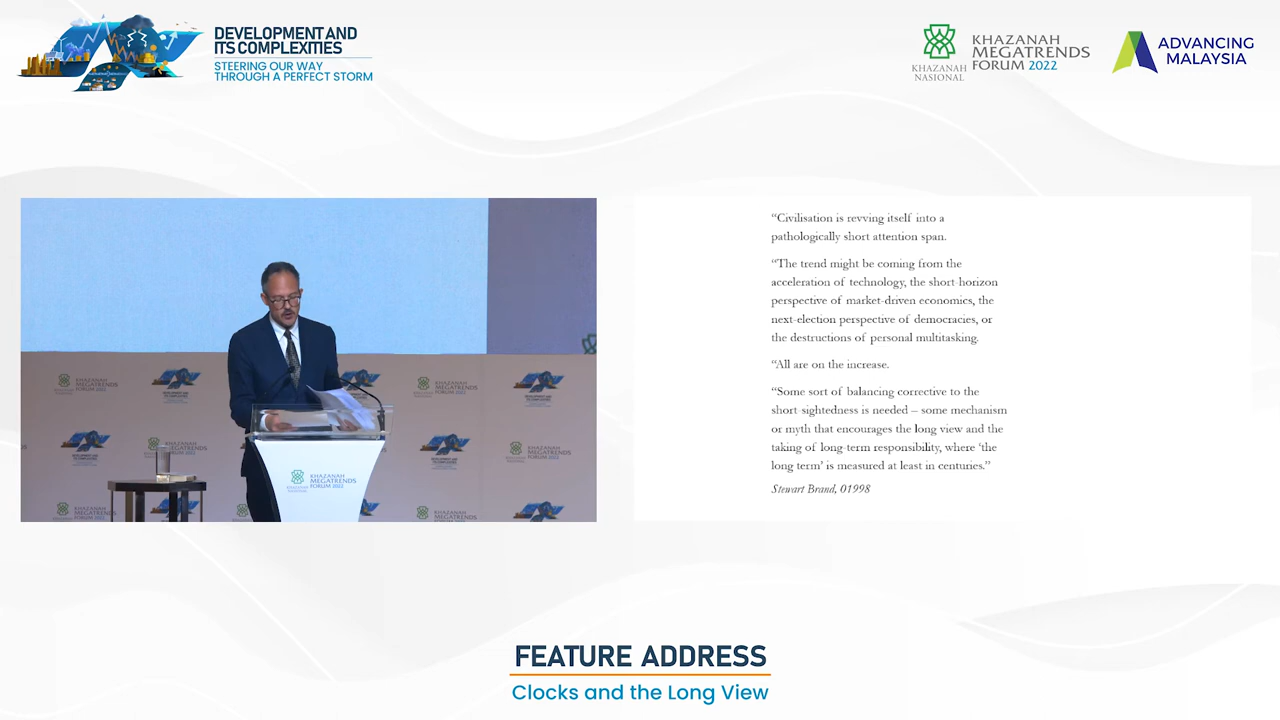 DEVELOPMENT AND
ITS COMPLEXITIES
STEERING OUR WAY
THROUGH A PERFECT STORM
KHAZANAH
NASIONAL
KHAZANAH
MEGATRENDS
FORUM 2022
ADVANCING
MALAYSIA
“Civilisation is revving itself into a
pathologically short attention span.
“The trend might be coming from the
acceleration of technology, the short-horizon
perspective of market-driven economics, the
next-election perspective of democracies, or
the destructions of personal multitasking.
“All are on the increase.
“Some sort of balancing corrective to the
short-sightedness is needed – some mechanism
or myth that encourages the long view and the
taking of long-term responsibility, where ‘the
long term’ is measured at least in centuries.”
Stewart Brand, 01998
KHAZANAH
MEGATRENDS
FORUM 2022
FEATURE ADDRESS
Clocks and the Long View